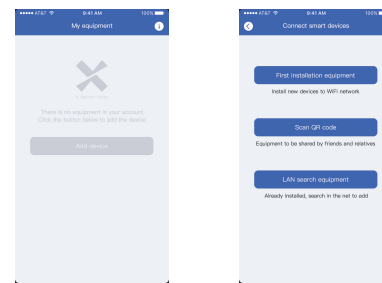 AT&T 9:41 AM 100%
My equipment
There is no equipment in your account
Click the button below to add the device
Add device
AT&T 9:41 AM 100%
Connect smart devices
First installation equipment
Install new devices to WiFi network
Scan QR code
Equipment to be shared by friends and relatives
LAN search equipment
Already installed, search in the net to add